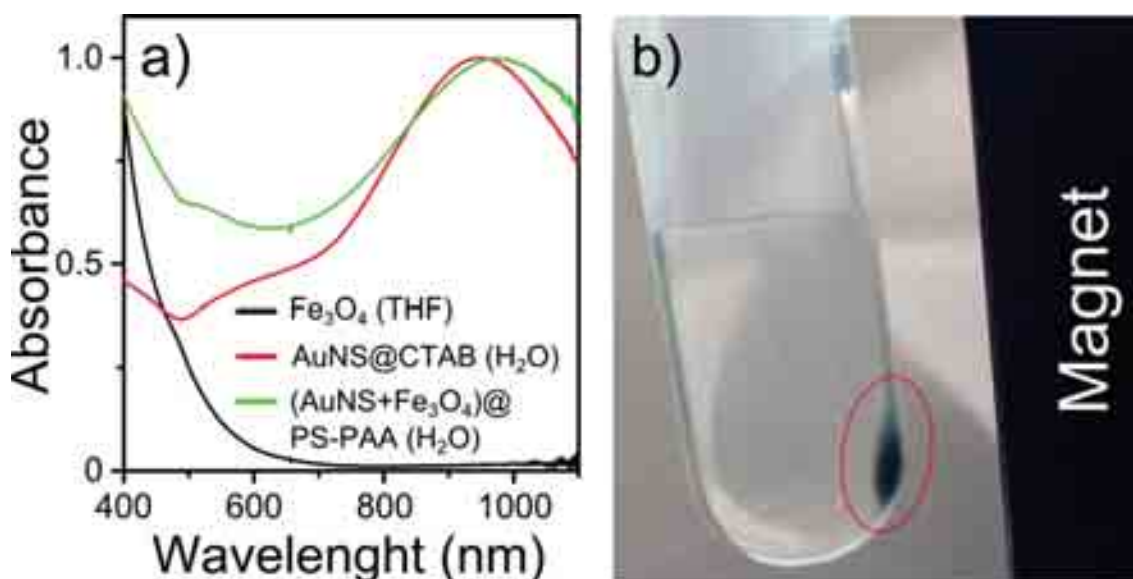 a)
Absorbance
1.0
0.5
0
Fe₃O₄ (THF)
AuNS@CTAB (H₂O)
(AuNS+Fe₃O₄)@
PS-PAA (H₂O)
400
600
800
1000
Wavelenght (nm)
b)
Magnet